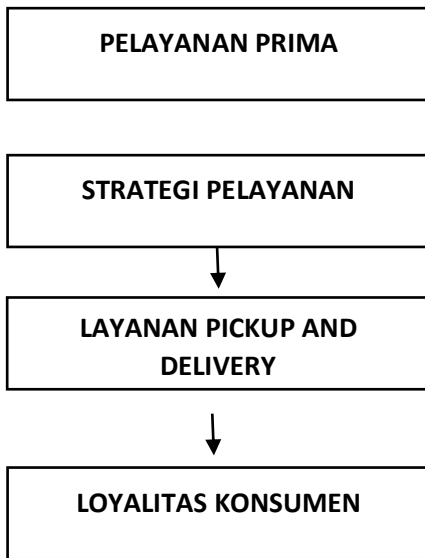 PELAYANAN PRIMA
STRATEGI PELAYANAN
LAYANAN PICKUP AND
DELIVERY
LOYALITAS KONSUMEN